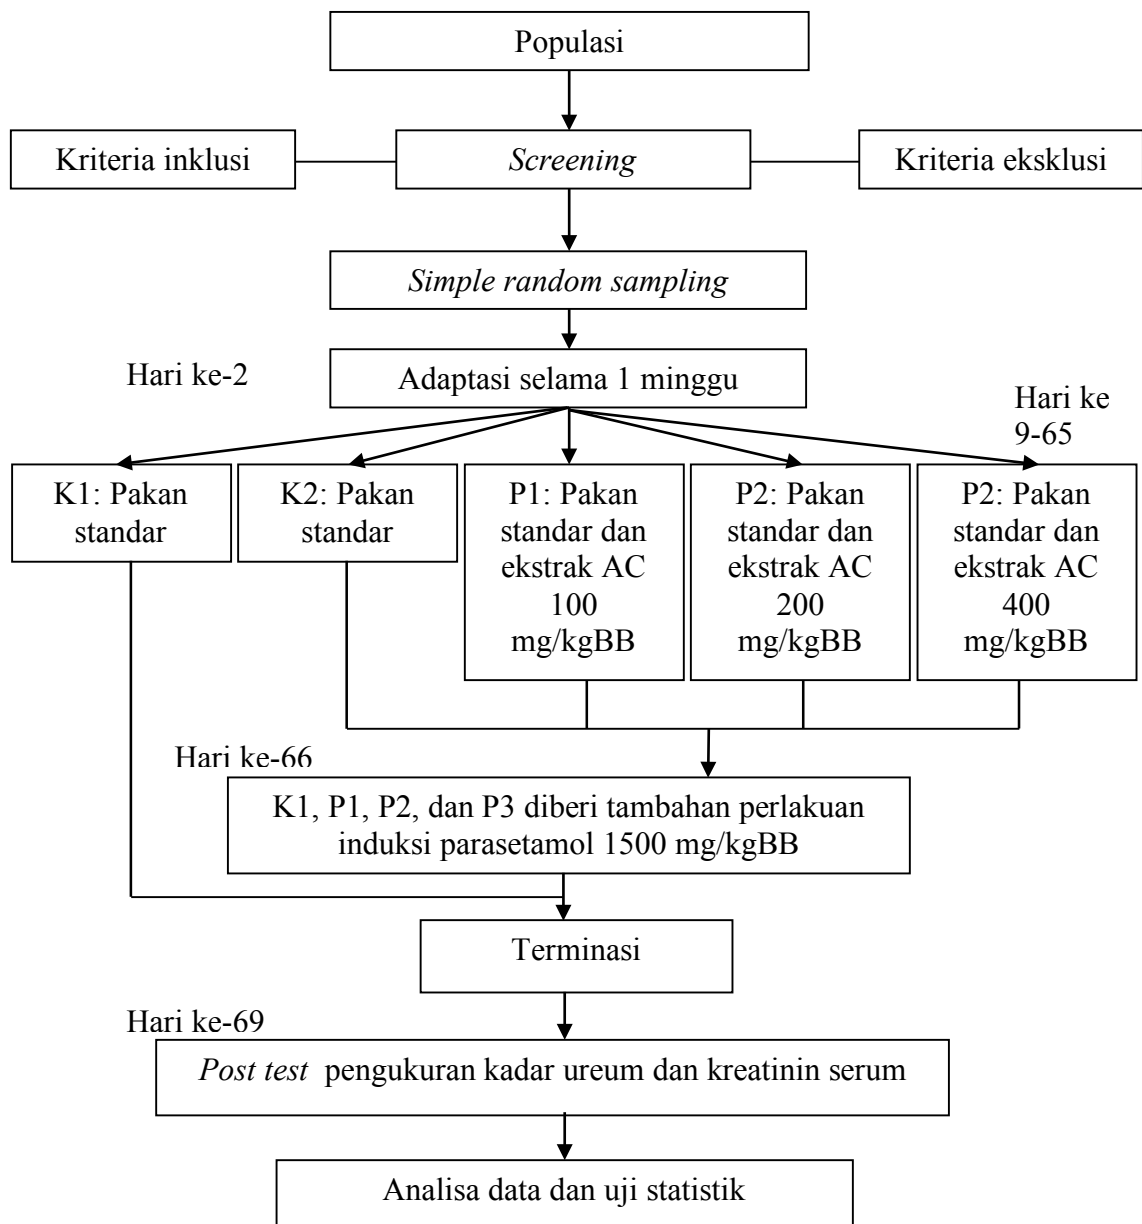 Populasi
Kriteria inklusi
Screening
Kriteria eksklusi
Simple random sampling
Hari ke-2
Adaptasi selama 1 minggu
Hari ke
9-65
K1: Pakan
standar
K2: Pakan
standar
P1: Pakan
standar dan
ekstrak AC
100
mg/kgBB
P2: Pakan
standar dan
ekstrak AC
200
mg/kgBB
P2: Pakan
standar dan
ekstrak AC
400
mg/kgBB
Hari ke-66
K1, P1, P2, dan P3 diberi tambahan perlakuan
induksi parasetamol 1500 mg/kgBB
Terminasi
Hari ke-69
Post test pengukuran kadar ureum dan kreatinin serum
Analisa data dan uji statistik